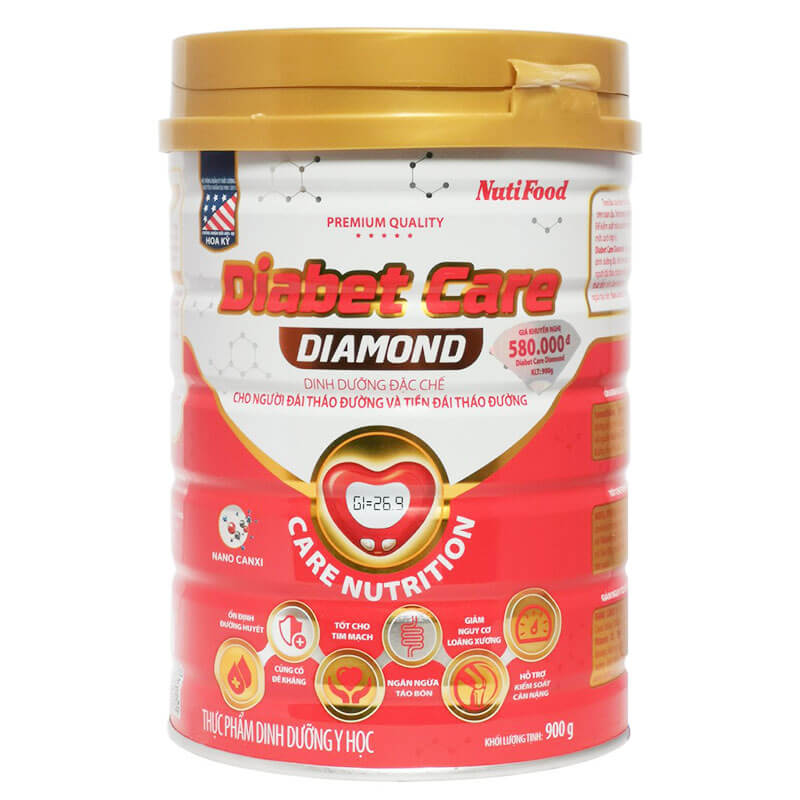 HOA KỲ
NutiFood
PREMIUM QUALITY
Diabet Care
DIAMOND
GIÁ KHUYẾN NGHỊ
580.000đ
Diabet Care Diamond
KLT: 900g
DINH DƯỠNG ĐẶC CHẾ
CHO NGƯỜI ĐÁI THÁO ĐƯỜNG VÀ TIỀN ĐÁI THÁO ĐƯỜNG
GI=26.9
CARE NUTRITION
NANO CANXI
ỔN ĐỊNH
ĐƯỜNG HUYẾT
CỦNG CỐ
ĐỀ KHÁNG
TỐT CHO
TIM MẠCH
NGĂN NGỪA
TÁO BÓN
GIẢM
NGUY CƠ
LOÃNG XƯƠNG
HỖ TRỢ
KIỂM SOÁT
CÂN NẶNG
THỰC PHẨM DINH DƯỠNG Y HỌC
KHỐI LƯỢNG TỊNH: 900 g